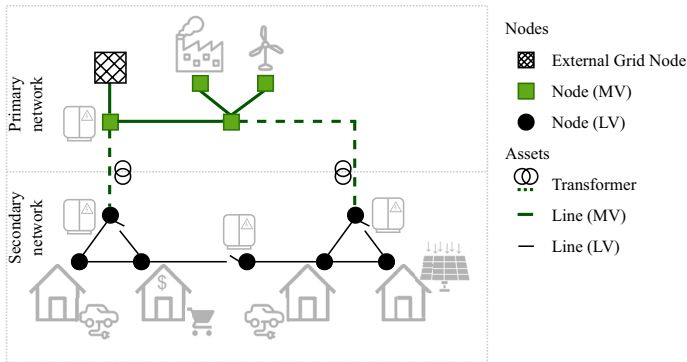 Primary
network
Secondary
network
$
Nodes
External Grid Node
Node (MV)
Node (LV)
Assets
Transformer
Line (MV)
Line (LV)